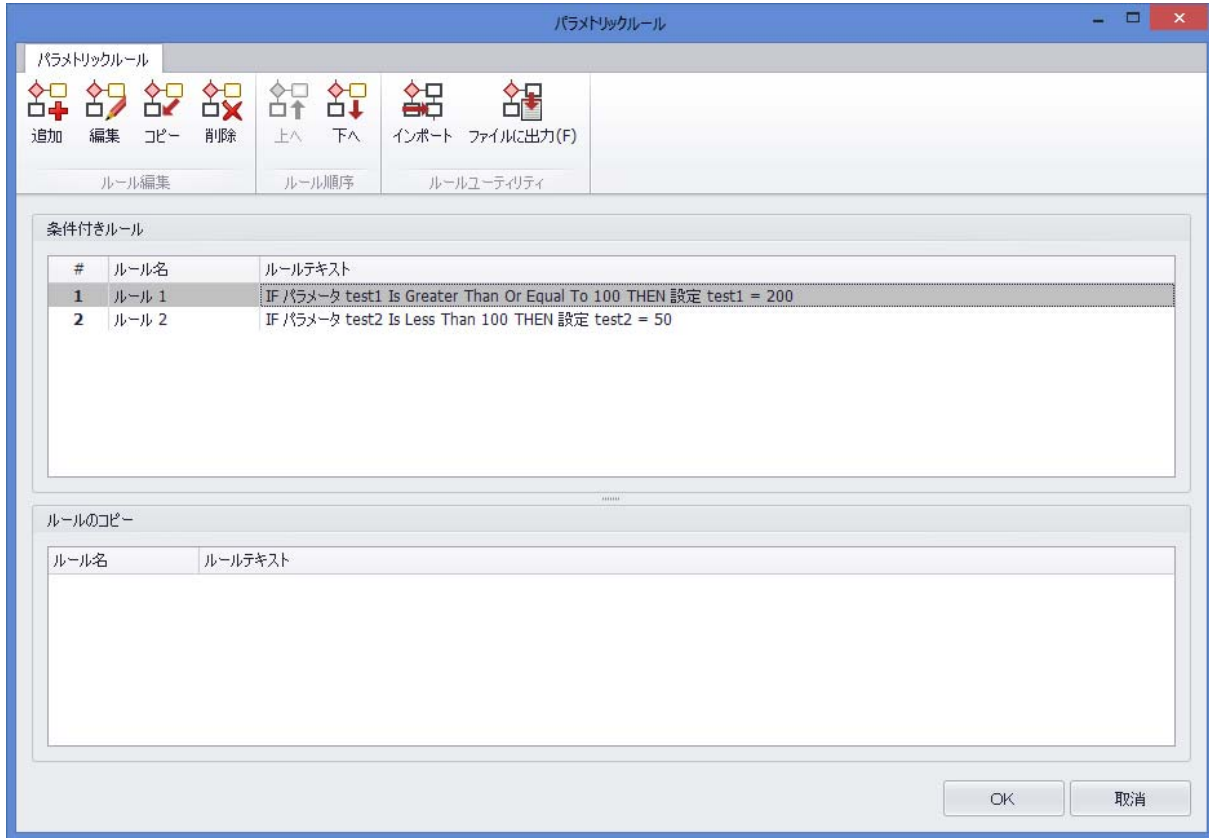 パラメトリックルール
パラメトリックルール
追加 編集 コピー 削除 上へ 下へ インポート ファイルに出力(F)
ルール編集 ルール順序 ルールユーティリティ
条件付きルール
# ルール名 ルールテキスト
1 ルール 1 IF パラメータ test1 Is Greater Than Or Equal To 100 THEN 設定 test1 = 200
2 ルール 2 IF パラメータ test2 Is Less Than 100 THEN 設定 test2 = 50
ルールのコピー
ルール名 ルールテキスト
OK 取消